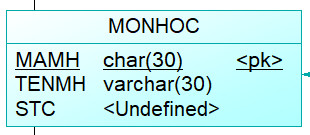 MONHOC
MAMH char(30) <pk>
TENMH varchar(30)
STC <Undefined>